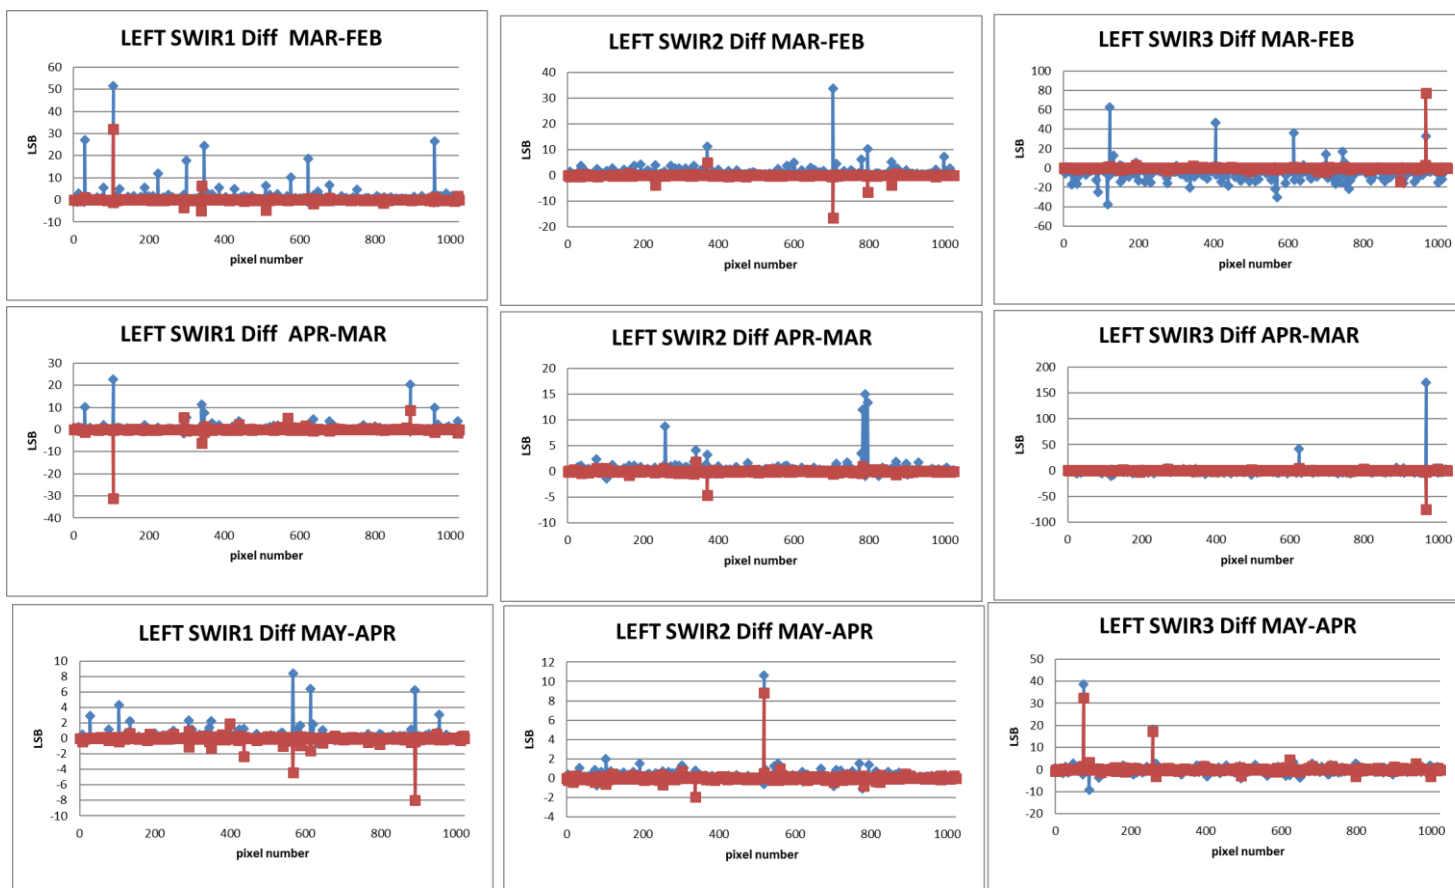 LEFT SWIR1 Diff MAR-FEB
60
50
40
30
20
10
0
-10
LSB
0 200 400 600 800 1000
pixel number
LEFT SWIR2 Diff MAR-FEB
40
30
20
10
0
-10
-20
LSB
0 200 400 600 800 1000
pixel number
LEFT SWIR3 Diff MAR-FEB
100
80
60
40
20
0
-20
-40
-60
LSB
0 200 400 600 800 1000
pixel number
LEFT SWIR1 Diff APR-MAR
30
20
10
0
-10
-20
-30
-40
LSB
0 200 400 600 800 1000
pixel number
LEFT SWIR2 Diff APR-MAR
20
15
10
5
0
-5
-10
LSB
0 200 400 600 800 1000
pixel number
LEFT SWIR3 Diff APR-MAR
200
150
100
50
0
-50
-100
LSB
0 200 400 600 800 1000
pixel number
LEFT SWIR1 Diff MAY-APR
10
8
6
4
2
0
-2
-4
-6
-8
-10
LSB
0 200 400 600 800 1000
pixel number
LEFT SWIR2 Diff MAY-APR
12
10
8
6
4
2
0
-2
-4
LSB
0 200 400 600 800 1000
pixel number
LEFT SWIR3 Diff MAY-APR
50
40
30
20
10
0
-10
-20
LSB
0 200 400 600 800 1000
pixel number